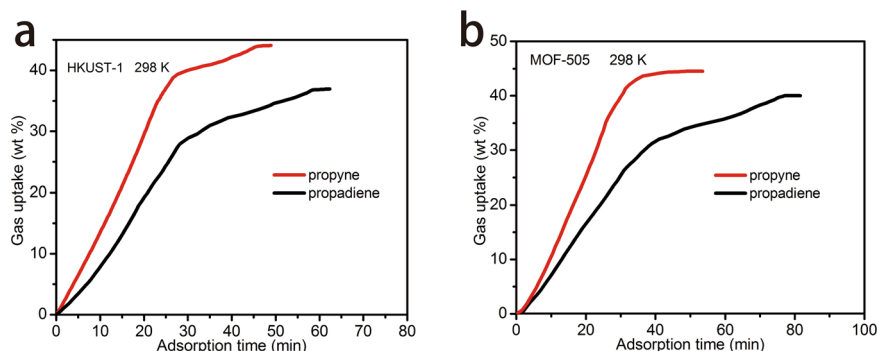 a
HKUST-1 298 K
propyne
propadiene
Gas uptake (wt %)
0
10
20
30
40
0 10 20 30 40 50 60 70 80
Adsorption time (min)
b
MOF-505 298 K
propyne
propadiene
Gas uptake (wt %)
50
40
30
20
10
0
0 20 40 60 80 100
Adsorption time (min)